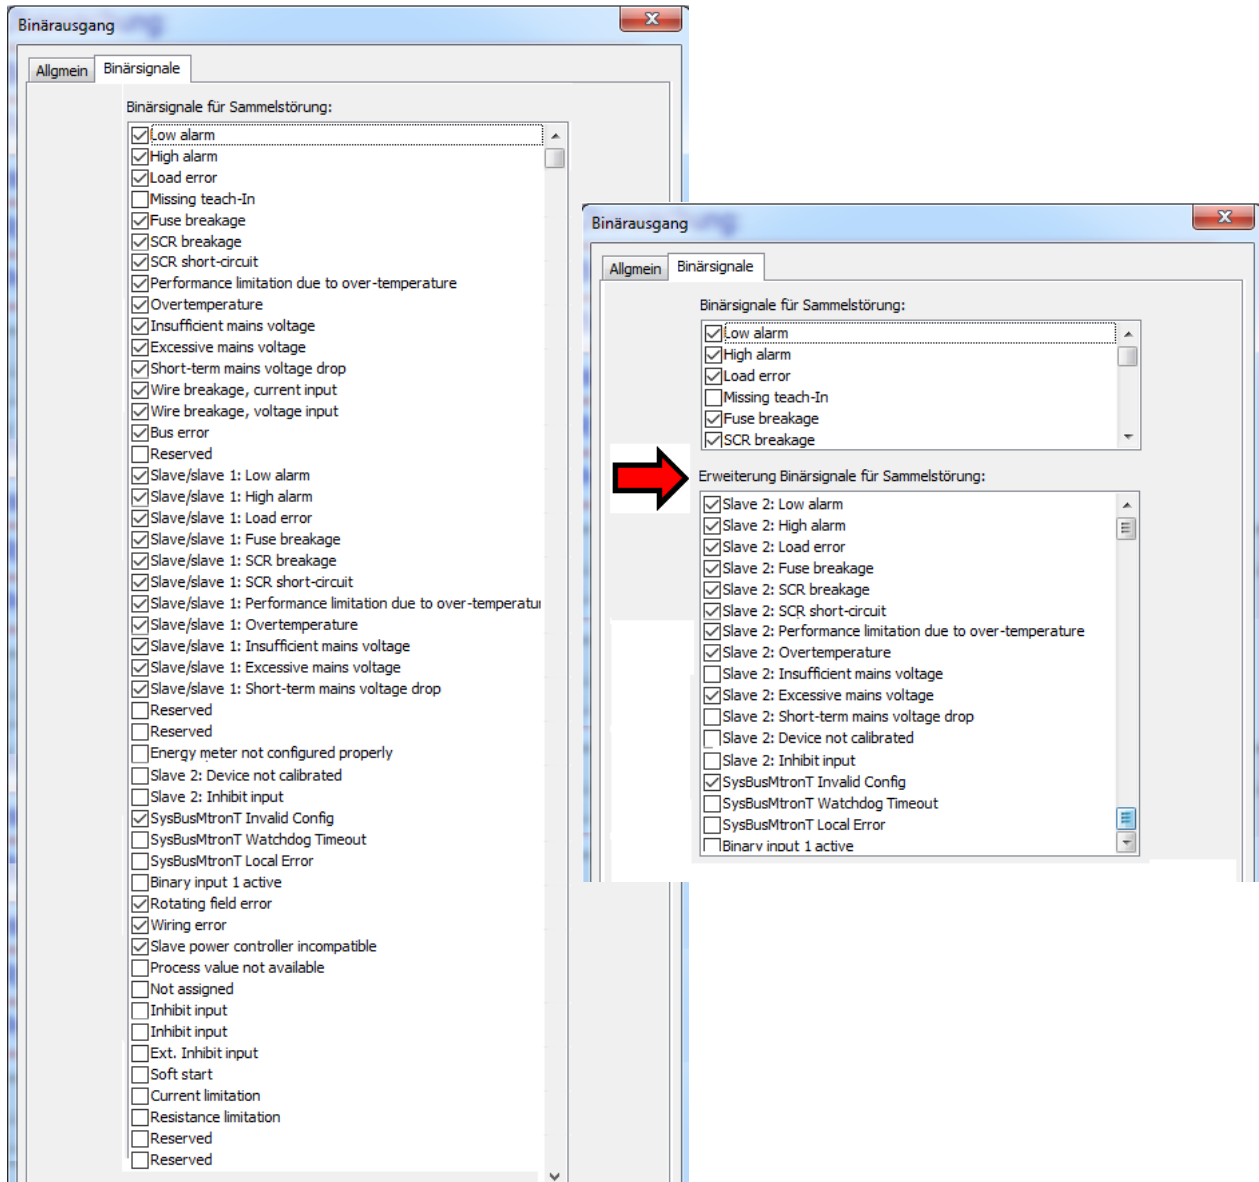 Binärausgang
Allgmein
Binärsignale
Binärsignale für Sammelstörung:
Low alarm
High alarm
Load error
Missing teach-In
Fuse breakage
SCR breakage
SCR short-circuit
Performance limitation due to over-temperature
Overtemperature
Insufficient mains voltage
Excessive mains voltage
Short-term mains voltage drop
Wire breakage, current input
Wire breakage, voltage input
Bus error
Reserved
Slave/slave 1: Low alarm
Slave/slave 1: High alarm
Slave/slave 1: Load error
Slave/slave 1: Fuse breakage
Slave/slave 1: SCR breakage
Slave/slave 1: SCR short-circuit
Slave/slave 1: Performance limitation due to over-temperatur
Slave/slave 1: Overtemperature
Slave/slave 1: Insufficient mains voltage
Slave/slave 1: Excessive mains voltage
Slave/slave 1: Short-term mains voltage drop
Reserved
Reserved
Energy meter not configured properly
Slave 2: Device not calibrated
Slave 2: Inhibit input
SysBusMtronT Invalid Config
SysBusMtronT Watchdog Timeout
SysBusMtronT Local Error
Binary input 1 active
Rotating field error
Wiring error
Slave power controller incompatible
Process value not available
Not assigned
Inhibit input
Inhibit input
Ext. Inhibit input
Soft start
Current limitation
Resistance limitation
Reserved
Reserved
Binärausgang
Allgmein
Binärsignale
Binärsignale für Sammelstörung:
Low alarm
High alarm
Load error
Missing teach-In
Fuse breakage
SCR breakage
Erweiterung Binärsignale für Sammelstörung:
Slave 2: Low alarm
Slave 2: High alarm
Slave 2: Load error
Slave 2: Fuse breakage
Slave 2: SCR breakage
Slave 2: SCR short-circuit
Slave 2: Performance limitation due to over-temperature
Slave 2: Overtemperature
Slave 2: Insufficient mains voltage
Slave 2: Excessive mains voltage
Slave 2: Short-term mains voltage drop
Slave 2: Device not calibrated
Slave 2: Inhibit input
SysBusMtronT Invalid Config
SysBusMtronT Watchdog Timeout
SysBusMtronT Local Error
Binary input 1 active